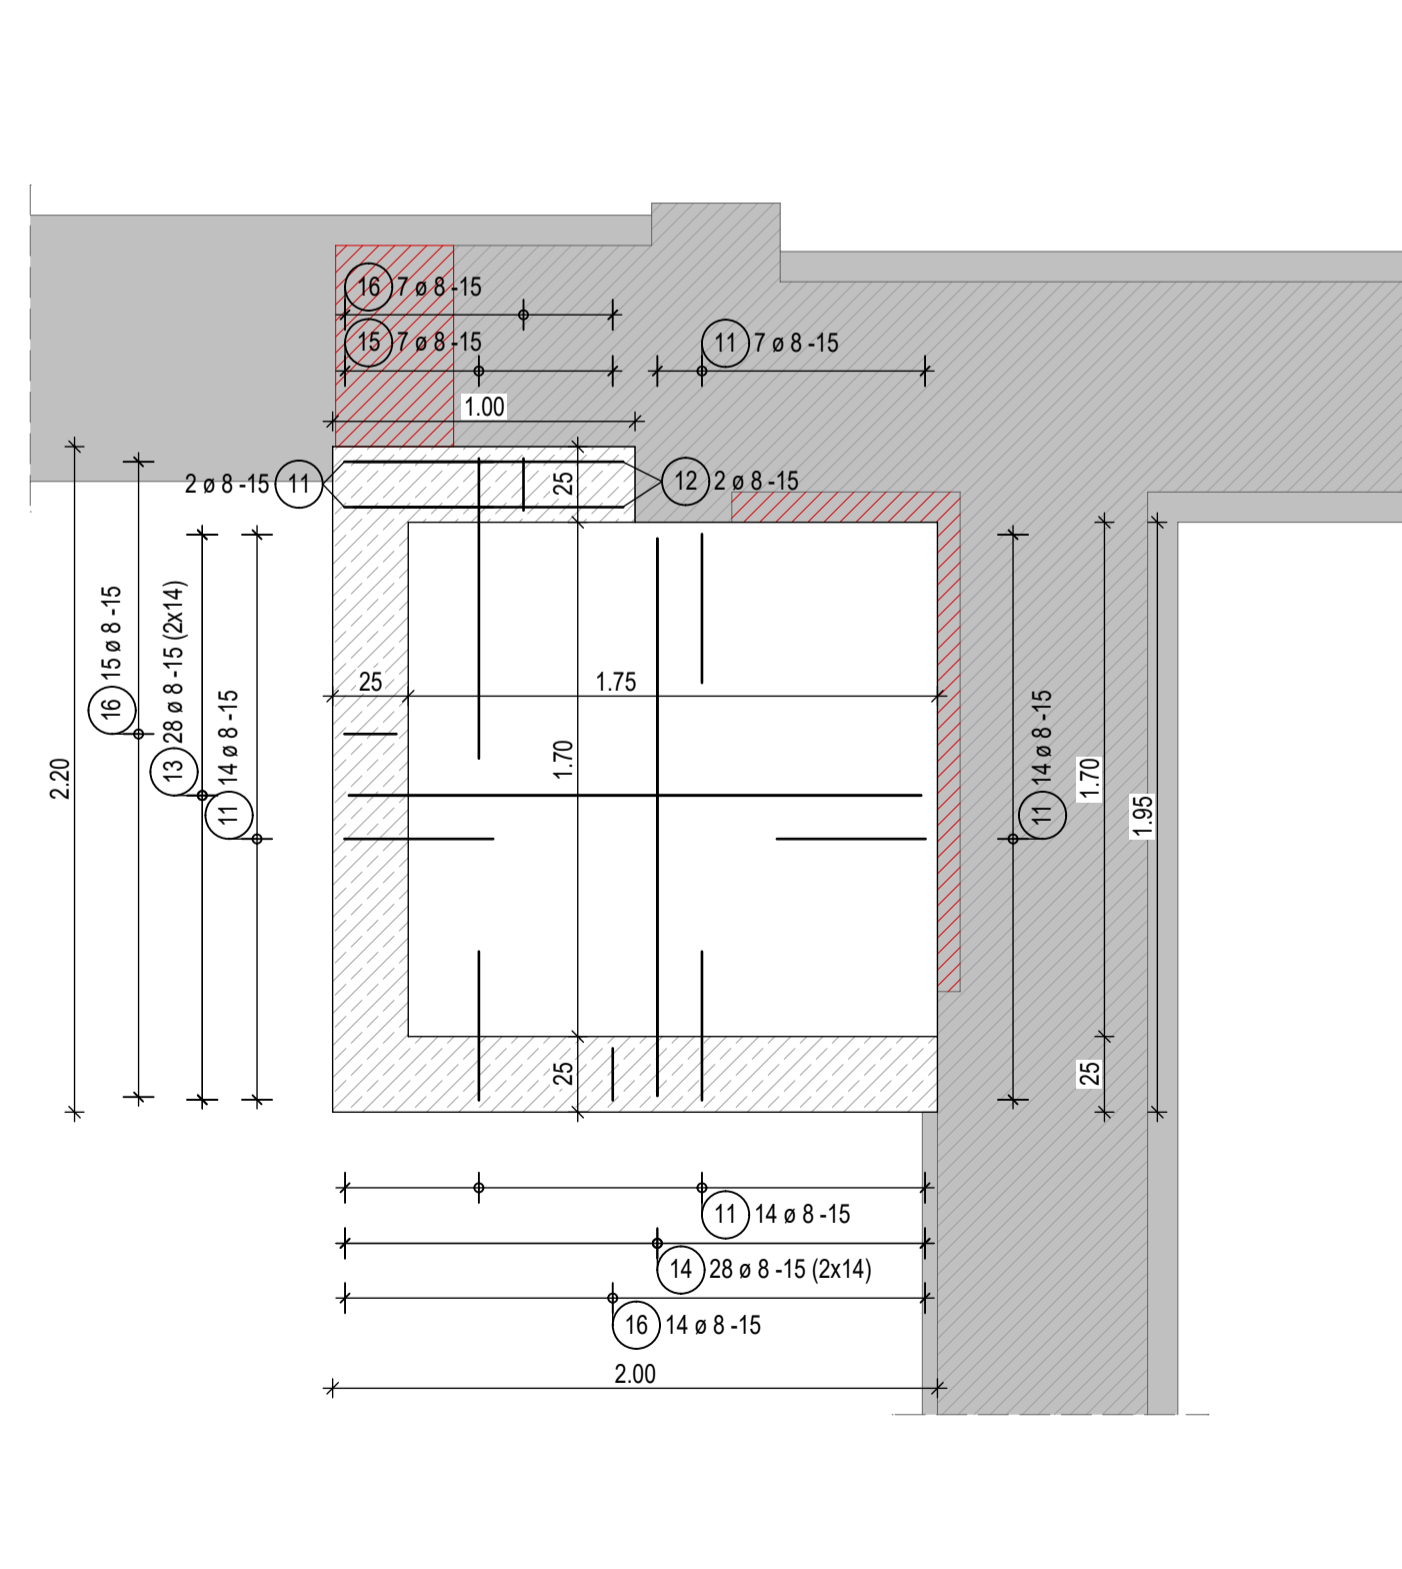 16 7 ø 8 -15
15 7 ø 8 -15
11 7 ø 8 -15
1.00
2 ø 8 -15 11
25
12 2 ø 8 -15
16 15 ø 8 -15
13 28 ø 8 -15 (2x14)
11 14 ø 8 -15
25
1.75
11 14 ø 8 -15
2.20
1.70
1.70
1.95
25
25
11 14 ø 8 -15
14 28 ø 8 -15 (2x14)
16 14 ø 8 -15
2.00